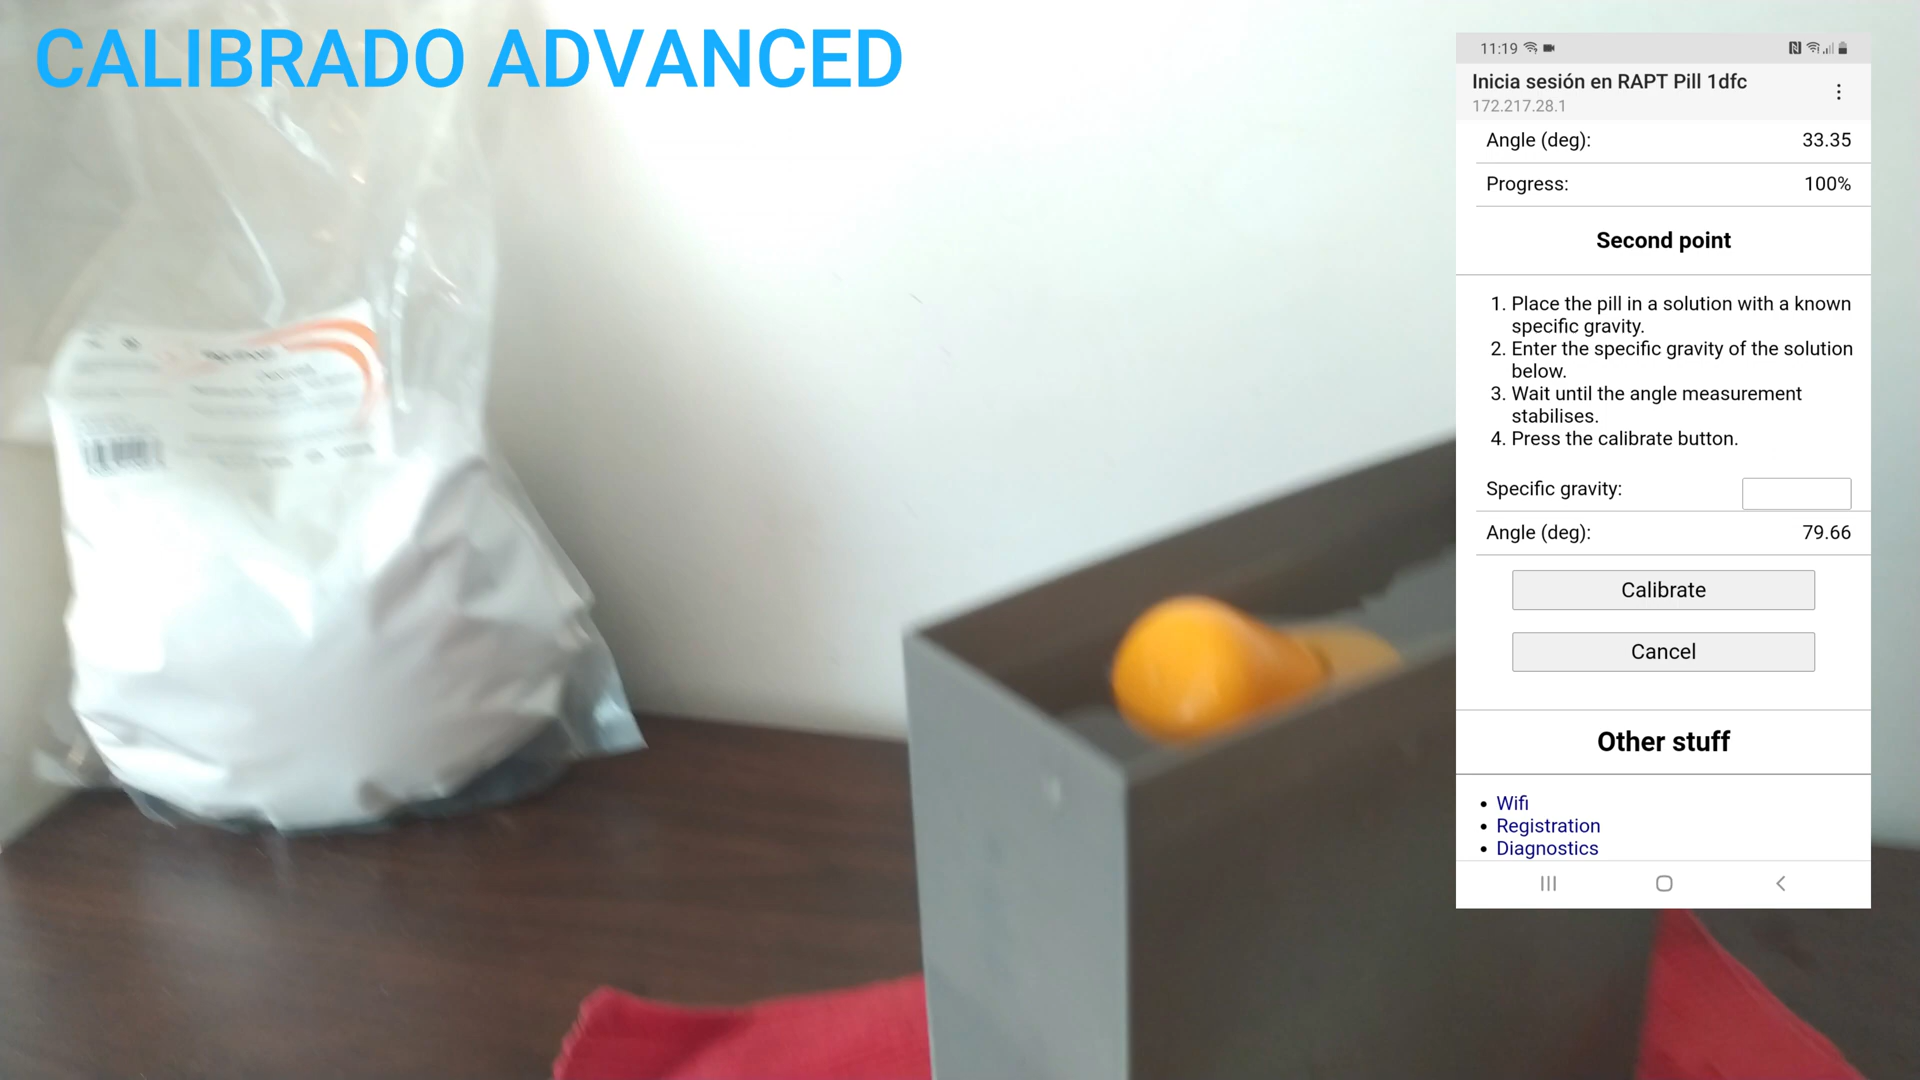 CALIBRADO ADVANCED
11:19
Inicia sesión en RAPT Pill 1dfc
172.217.28.1
Angle (deg): 33.35
Progress: 100%
Second point
1. Place the pill in a solution with a known
specific gravity.
2. Enter the specific gravity of the solution
below.
3. Wait until the angle measurement
stabilises.
4. Press the calibrate button.
Specific gravity:
Angle (deg): 79.66
Calibrate
Cancel
Other stuff
• Wifi
• Registration
• Diagnostics